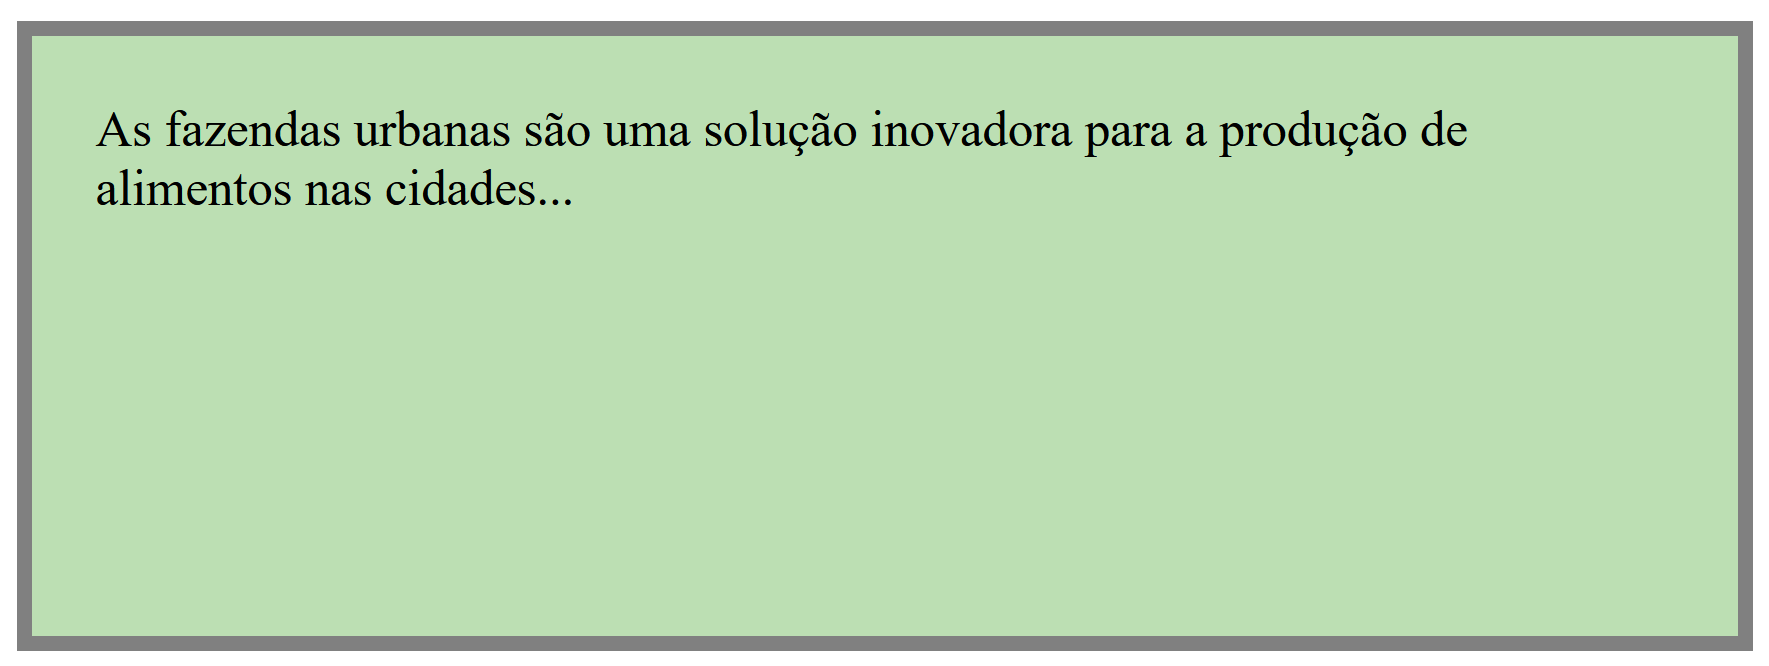 As fazendas urbanas são uma solução inovadora para a produção de
alimentos nas cidades...